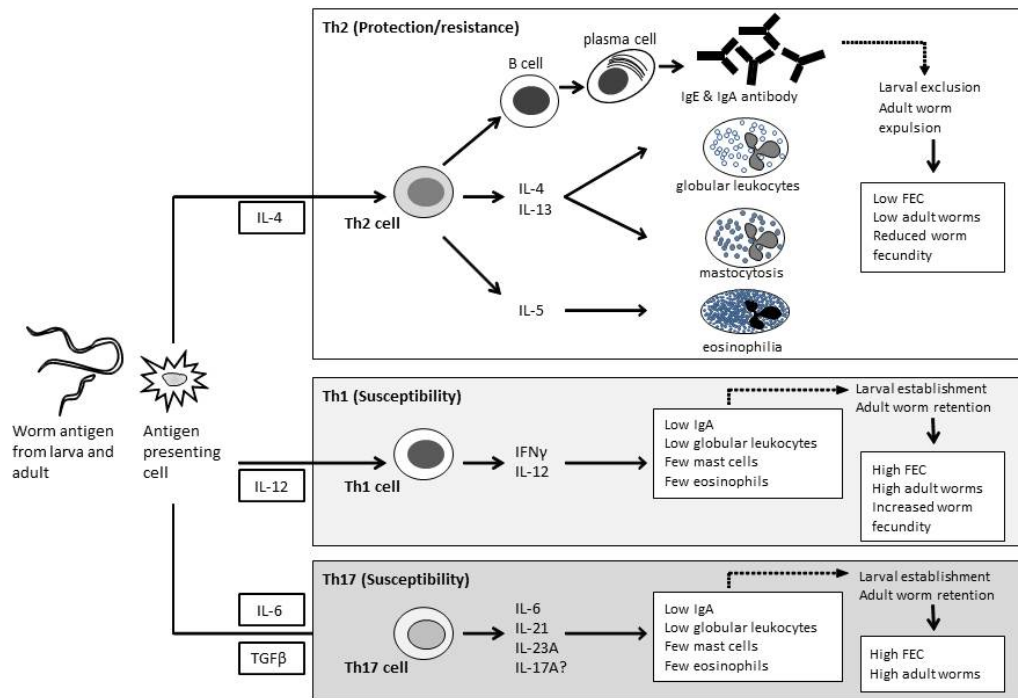 Th2 (Protection/resistance)
B cell
plasma cell
IgE & IgA antibody
Larval exclusion
Adult worm
expulsion
Low FEC
Low adult worms
Reduced worm
fecundity
IL-4
Th2 cell
IL-4
IL-13
globular leukocytes
mastocytosis
IL-5
eosinophilia
Worm antigen
from larva and
adult
Antigen
presenting
cell
Th1 (Susceptibility)
IL-12
Th1 cell
IFNγ
IL-12
Low IgA
Low globular leukocytes
Few mast cells
Few eosinophils
Larval establishment
Adult worm retention
High FEC
High adult worms
Increased worm
fecundity
Th17 (Susceptibility)
IL-6
TGFβ
Th17 cell
IL-6
IL-21
IL-23A
IL-17A?
Low IgA
Low globular leukocytes
Few mast cells
Few eosinophils
Larval establishment
Adult worm retention
High FEC
High adult worms